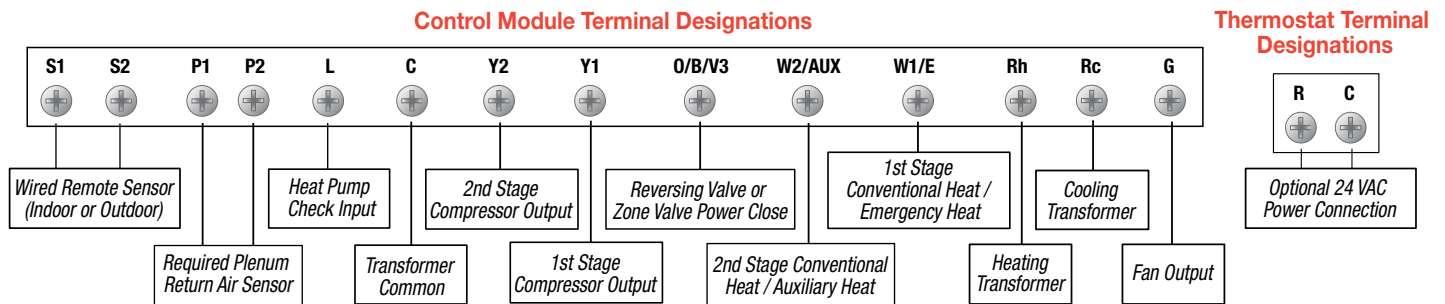 Control Module Terminal Designations
Thermostat Terminal
Designations
S1 S2 P1 P2 L C Y2 Y1 O/B/V3 W2/AUX W1/E Rh Rc G
R C
Wired Remote Sensor
(Indoor or Outdoor)
Heat Pump
Check Input
2nd Stage
Compressor Output
Reversing Valve or
Zone Valve Power Close
1st Stage
Conventional Heat /
Emergency Heat
Cooling
Transformer
Optional 24 VAC
Power Connection
Required Plenum
Return Air Sensor
Transformer
Common
1st Stage
Compressor Output
2nd Stage Conventional
Heat / Auxiliary Heat
Heating
Transformer
Fan Output